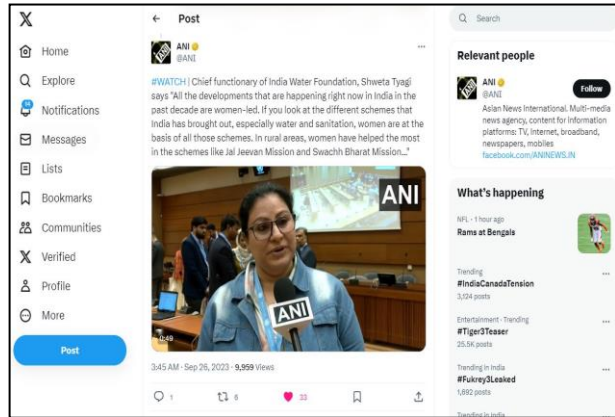 Home
Explore
14
Notifications
Messages
Lists
Bookmarks
Communities
Verified
Profile
More
Post
← Post
ANI
@ANI
#WATCH | Chief functionary of India Water Foundation, Shweta Tyagi
says "All the developments that are happening right now in India in the
past decade are women-led. If you look at the different schemes that
India has brought out, especially water and sanitation, women are at the
basis of all those schemes. In rural areas, women have helped the most
in the schemes like Jal Jeevan Mission and Swachh Bharat Mission..."
ANI
ANI
0:49
3:45 AM · Sep 26, 2023 · 9,959 Views
1
6
33
Search
Relevant people
ANI
@ANI
Follow
Asian News International. Multi-media
news agency, content for information
platforms: TV, Internet, broadband,
newspapers, mobiles
facebook.com/ANINEWS.IN
What's happening
NFL · 1 hour ago
Rams at Bengals
Trending
#IndiaCanadaTension
3,124 posts
Entertainment · Trending
#Tiger3Teaser
25.5K posts
Trending in India
#Fukrey3Leaked
1,692 posts
Trending in India